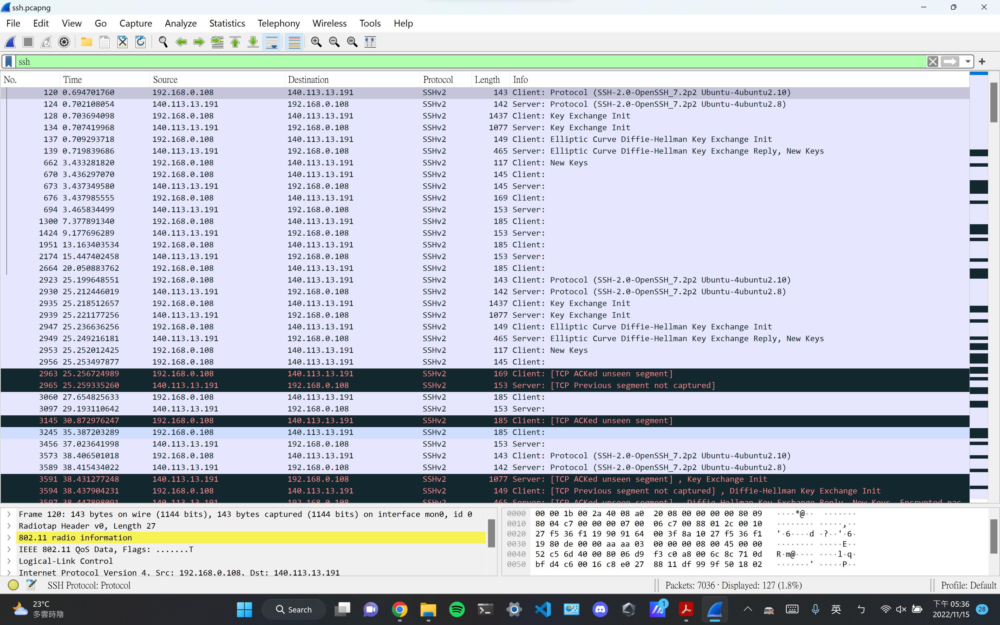 ssh.pcapng
File Edit View Go Capture Analyze Statistics Telephony Wireless Tools Help
ssh
No. Time Source Destination Protocol Length Info
120 0.694701760 192.168.0.108 140.113.13.191 SSHv2 143 Client: Protocol (SSH-2.0-OpenSSH_7.2p2 Ubuntu-4ubuntu2.10)
124 0.702108054 140.113.13.191 192.168.0.108 SSHv2 142 Server: Protocol (SSH-2.0-OpenSSH_7.2p2 Ubuntu-4ubuntu2.8)
128 0.703694098 192.168.0.108 140.113.13.191 SSHv2 1437 Client: Key Exchange Init
134 0.707419968 140.113.13.191 192.168.0.108 SSHv2 1077 Server: Key Exchange Init
137 0.709293718 192.168.0.108 140.113.13.191 SSHv2 149 Client: Elliptic Curve Diffie-Hellman Key Exchange Init
139 0.719839686 140.113.13.191 192.168.0.108 SSHv2 465 Server: Elliptic Curve Diffie-Hellman Key Exchange Reply, New Keys
662 3.433281820 192.168.0.108 140.113.13.191 SSHv2 117 Client: New Keys
670 3.436297070 192.168.0.108 140.113.13.191 SSHv2 145 Client:
673 3.437349580 140.113.13.191 192.168.0.108 SSHv2 145 Server:
676 3.437985555 192.168.0.108 140.113.13.191 SSHv2 169 Client:
694 3.465834499 140.113.13.191 192.168.0.108 SSHv2 153 Server:
1300 7.377891340 192.168.0.108 140.113.13.191 SSHv2 185 Client:
1424 9.177696289 140.113.13.191 192.168.0.108 SSHv2 153 Server:
1951 13.163403534 192.168.0.108 140.113.13.191 SSHv2 185 Client:
2174 15.447402458 140.113.13.191 192.168.0.108 SSHv2 153 Server:
2664 20.050883762 192.168.0.108 140.113.13.191 SSHv2 185 Client:
2923 25.199648551 192.168.0.108 140.113.13.191 SSHv2 143 Client: Protocol (SSH-2.0-OpenSSH_7.2p2 Ubuntu-4ubuntu2.10)
2930 25.212446019 140.113.13.191 192.168.0.108 SSHv2 142 Server: Protocol (SSH-2.0-OpenSSH_7.2p2 Ubuntu-4ubuntu2.8)
2935 25.218512657 192.168.0.108 140.113.13.191 SSHv2 1437 Client: Key Exchange Init
2939 25.221177256 140.113.13.191 192.168.0.108 SSHv2 1077 Server: Key Exchange Init
2947 25.236636256 192.168.0.108 140.113.13.191 SSHv2 149 Client: Elliptic Curve Diffie-Hellman Key Exchange Init
2949 25.249216181 140.113.13.191 192.168.0.108 SSHv2 465 Server: Elliptic Curve Diffie-Hellman Key Exchange Reply, New Keys
2953 25.252012425 192.168.0.108 140.113.13.191 SSHv2 117 Client: New Keys
2956 25.253497877 192.168.0.108 140.113.13.191 SSHv2 145 Client:
2963 25.256724989 192.168.0.108 140.113.13.191 SSHv2 169 Client: [TCP ACKed unseen segment]
2965 25.259335260 140.113.13.191 192.168.0.108 SSHv2 153 Server: [TCP Previous segment not captured]
3060 27.654825633 192.168.0.108 140.113.13.191 SSHv2 185 Client:
3097 29.193110642 140.113.13.191 192.168.0.108 SSHv2 153 Server:
3145 30.872976247 192.168.0.108 140.113.13.191 SSHv2 185 Client: [TCP ACKed unseen segment]
3245 35.387203289 192.168.0.108 140.113.13.191 SSHv2 185 Client:
3456 37.023641998 140.113.13.191 192.168.0.108 SSHv2 153 Server:
3573 38.406501018 192.168.0.108 140.113.13.191 SSHv2 143 Client: Protocol (SSH-2.0-OpenSSH_7.2p2 Ubuntu-4ubuntu2.10)
3589 38.415434022 140.113.13.191 192.168.0.108 SSHv2 142 Server: Protocol (SSH-2.0-OpenSSH_7.2p2 Ubuntu-4ubuntu2.8)
3591 38.431277248 140.113.13.191 192.168.0.108 SSHv2 1077 Server: [TCP ACKed unseen segment] , Key Exchange Init
3594 38.437904231 192.168.0.108 140.113.13.191 SSHv2 149 Client: [TCP Previous segment not captured] , Diffie-Hellman Key Exchange Init
3597 38.447898091 140.113.13.191 192.168.0.108 SSHv2 465 Server: [TCP ACKed unseen segment] , Diffie-Hellman Key Exchange Reply, New Keys, Encrypted pac
Frame 120: 143 bytes on wire (1144 bits), 143 bytes captured (1144 bits) on interface mon0, id 0
Radiotap Header v0, Length 27
802.11 radio information
IEEE 802.11 QoS Data, Flags: .......T
Logical-Link Control
Internet Protocol Version 4, Src: 192.168.0.108, Dst: 140.113.13.191
0000 00 00 1b 00 2a 40 08 a0 20 08 00 00 00 00 80 09 ····*@·· ·······
0010 80 04 c7 00 00 00 07 00 06 c7 00 88 01 2c 00 10 ········ ·····,··
0020 27 f5 36 f1 19 90 91 64 00 3f 8a 10 27 f5 36 f1 '·6····d ·?··'·6·
0030 19 80 de 00 00 aa aa 03 00 00 00 08 00 45 00 00 ········ ·····E··
0040 52 c5 6d 40 00 80 06 d9 f3 c0 a8 00 6c 8c 71 0d R·m@···· ····l·q·
0050 bf d4 c6 00 16 c8 e0 27 88 11 df 99 9f 50 18 02 ·······' ·····P··
SSH Protocol: Protocol
Packets: 7036 · Displayed: 127 (1.8%)
Profile: Default
23°C
多雲時陰
Search
1
英
ㄅ
下午 05:36
2022/11/15
28